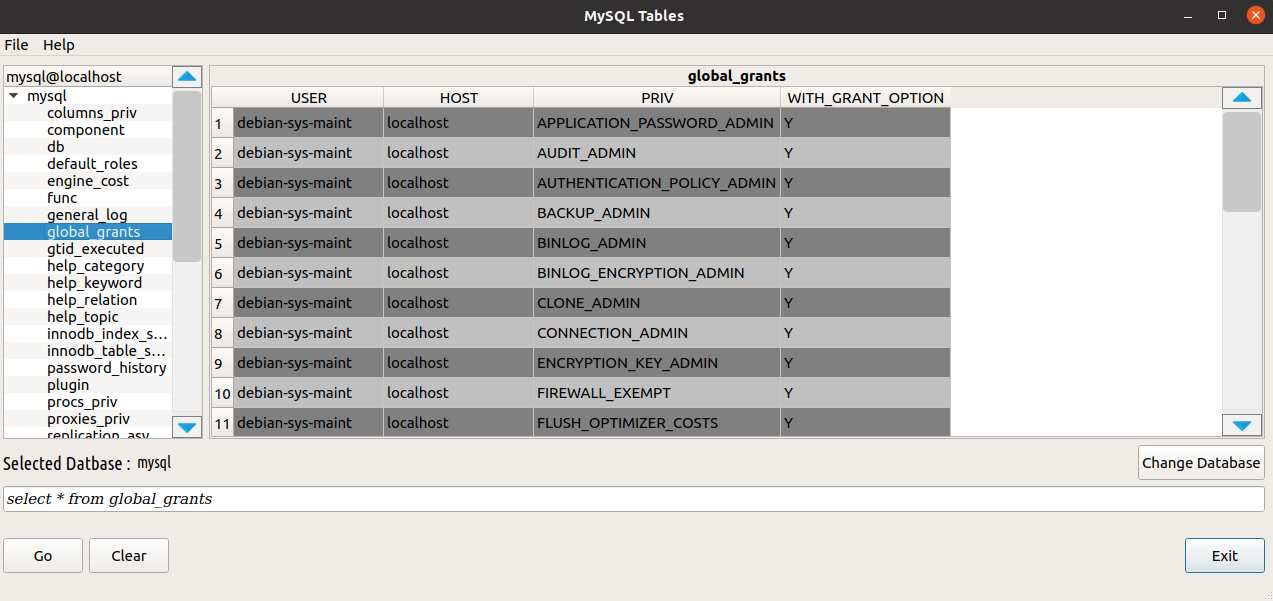 MySQL Tables
File Help
mysql@localhost
mysql
columns_priv
component
db
default_roles
engine_cost
func
general_log
global_grants
gtid_executed
help_category
help_keyword
help_relation
help_topic
innodb_index_s...
innodb_table_s...
password_history
plugin
procs_priv
proxies_priv
replication_asy
global_grants
USER HOST PRIV WITH_GRANT_OPTION
1 debian-sys-maint localhost APPLICATION_PASSWORD_ADMIN Y
2 debian-sys-maint localhost AUDIT_ADMIN Y
3 debian-sys-maint localhost AUTHENTICATION_POLICY_ADMIN Y
4 debian-sys-maint localhost BACKUP_ADMIN Y
5 debian-sys-maint localhost BINLOG_ADMIN Y
6 debian-sys-maint localhost BINLOG_ENCRYPTION_ADMIN Y
7 debian-sys-maint localhost CLONE_ADMIN Y
8 debian-sys-maint localhost CONNECTION_ADMIN Y
9 debian-sys-maint localhost ENCRYPTION_KEY_ADMIN Y
10 debian-sys-maint localhost FIREWALL_EXEMPT Y
11 debian-sys-maint localhost FLUSH_OPTIMIZER_COSTS Y
Selected Datbase : mysql
Change Database
select * from global_grants
Go Clear Exit